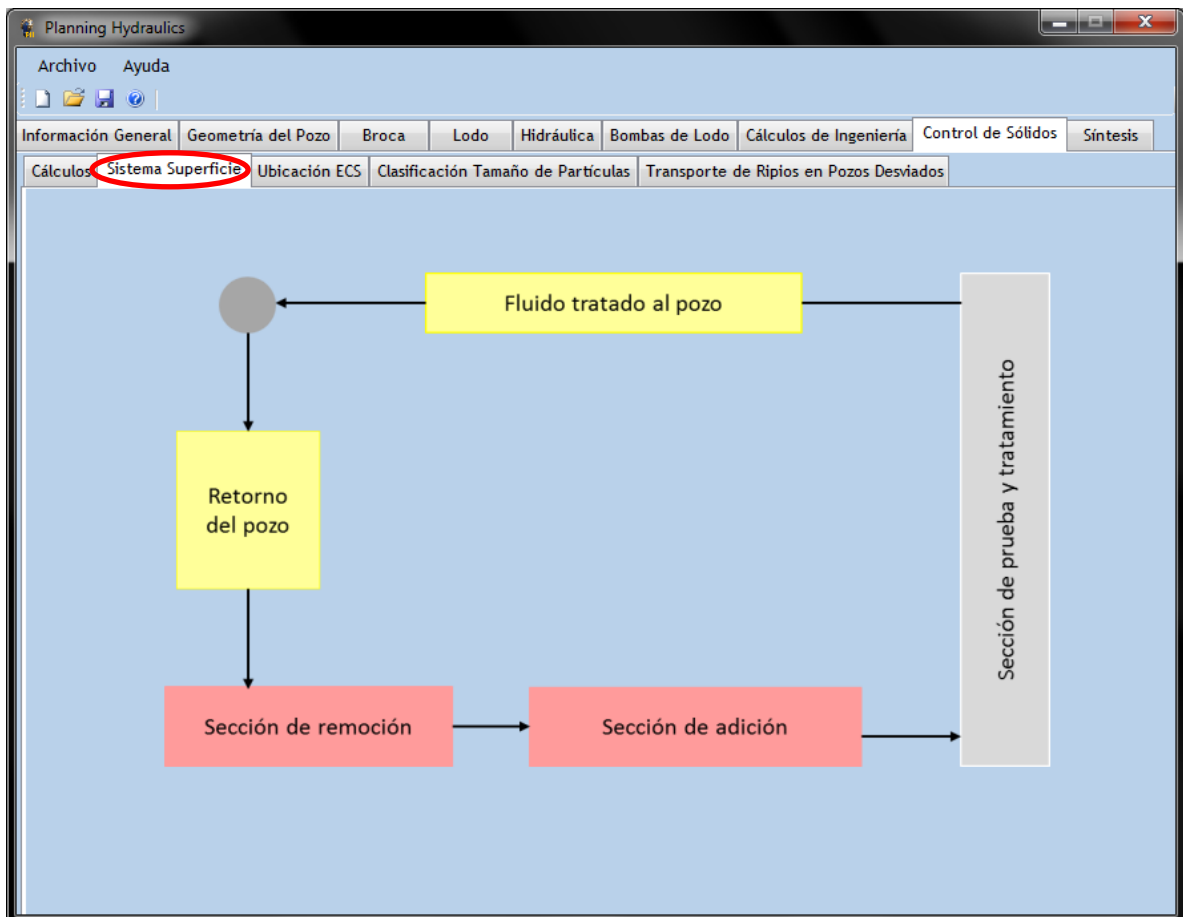 Planning Hydraulics
Archivo Ayuda
Información General Geometría del Pozo Broca Lodo Hidráulica Bombas de Lodo Cálculos de Ingeniería Control de Sólidos Síntesis
Cálculos Sistema Superficie Ubicación ECS Clasificación Tamaño de Partículas Transporte de Ripios en Pozos Desviados
Fluido tratado al pozo
Retorno
del pozo
Sección de prueba y tratamiento
Sección de remoción
Sección de adición